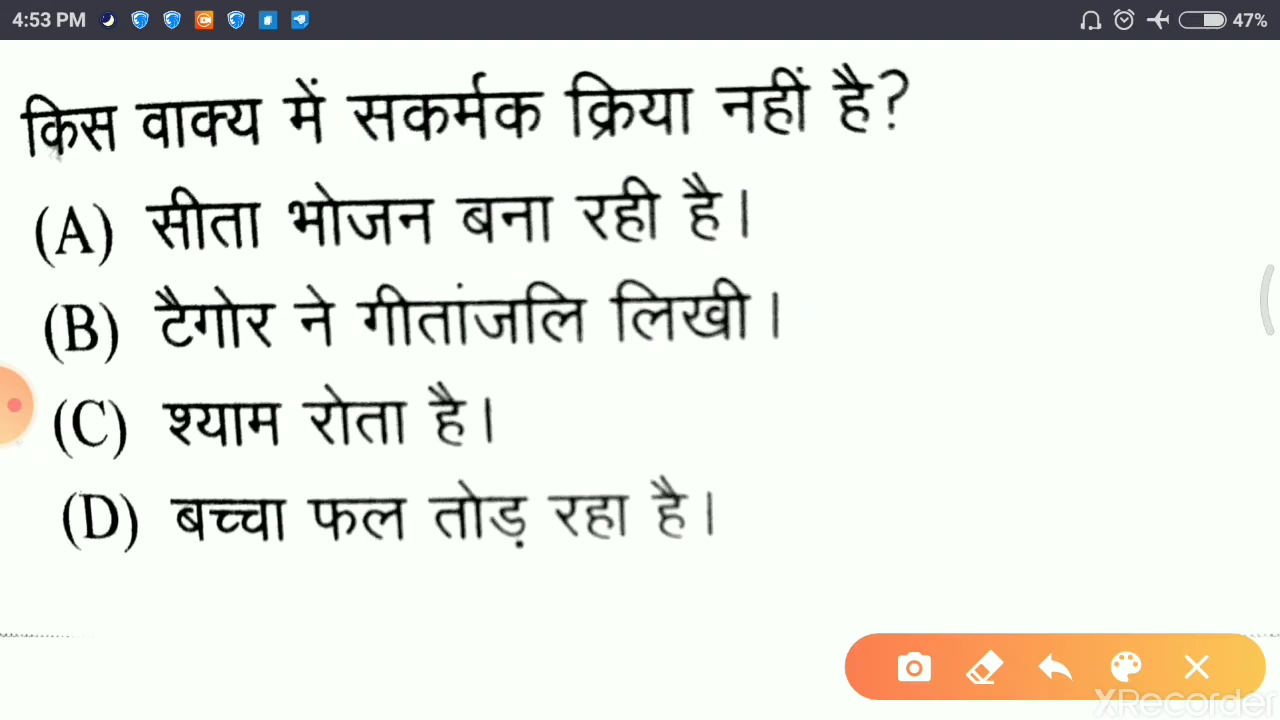 4:53 PM 47%
किस वाक्य में सकर्मक क्रिया नहीं है?
(A) सीता भोजन बना रही है।
(B) टैगोर ने गीतांजलि लिखी।
(C) श्याम रोता है।
(D) बच्चा फल तोड़ रहा है।
XRecorder